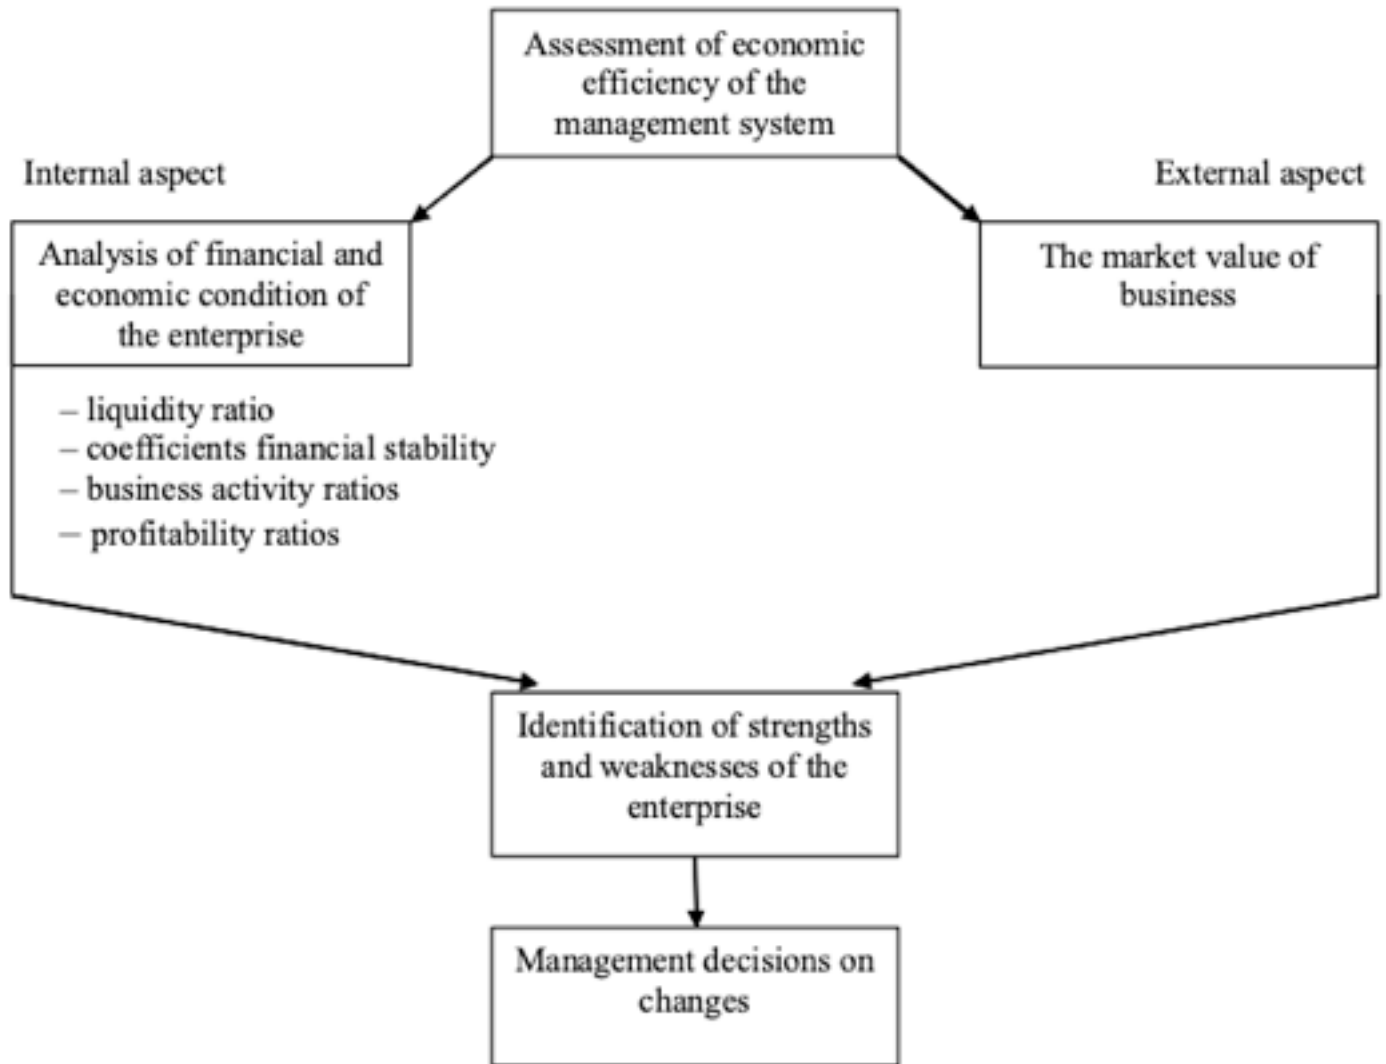 Assessment of economic
efficiency of the
management system
Internal aspect
External aspect
Analysis of financial and
economic condition of
the enterprise
The market value of
business
– liquidity ratio
– coefficients financial stability
– business activity ratios
– profitability ratios
Identification of strengths
and weaknesses of the
enterprise
Management decisions on
changes